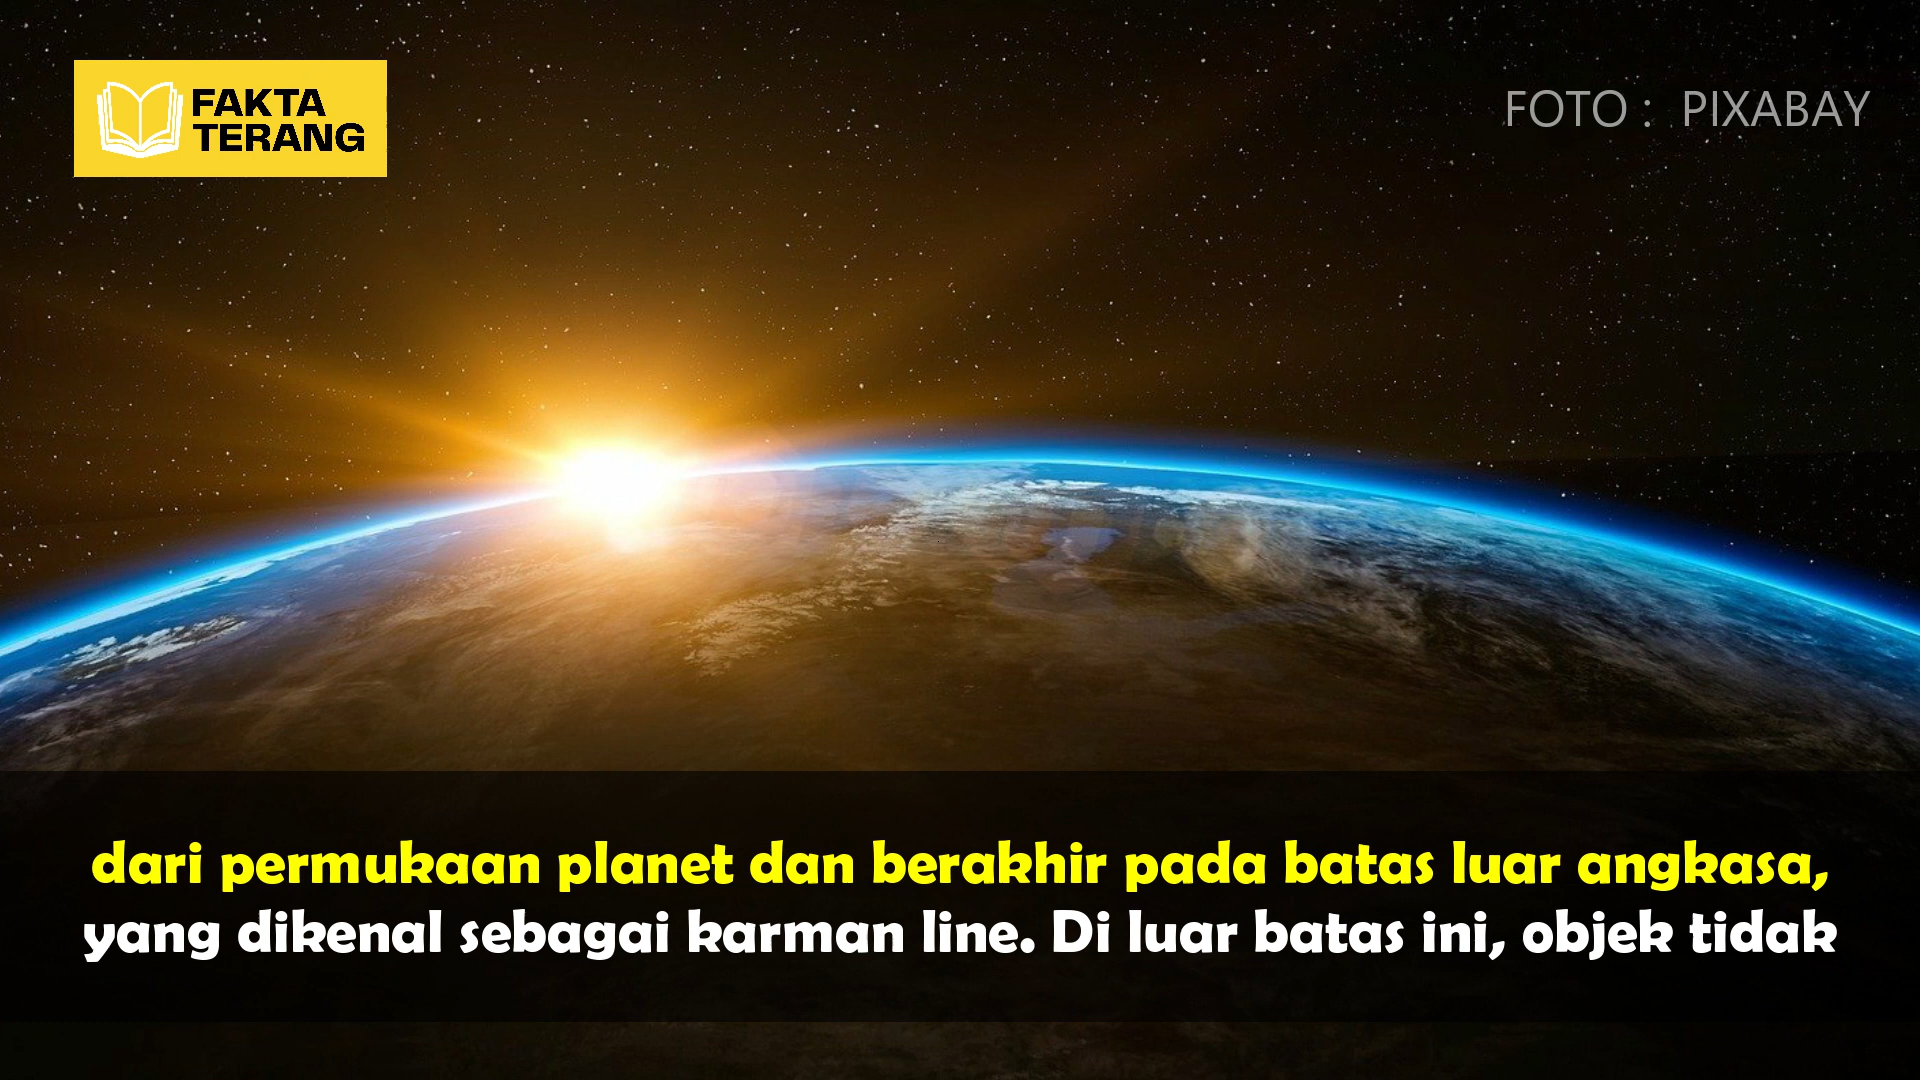 FAKTA
TERANG
FOTO : PIXABAY
dari permukaan planet dan berakhir pada batas luar angkasa,
yang dikenal sebagai karman line. Di luar batas ini, objek tidak